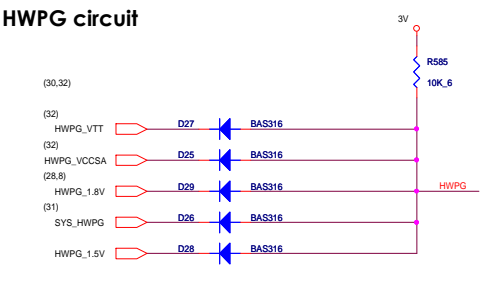 HWPG circuit
3V
R585
10K_6
(30,32)
(32)
HWPG_VTT D27 BAS316
(32)
HWPG_VCCSA D25 BAS316
(28,8)
HWPG_1.8V D29 BAS316 HWPG
(31)
SYS_HWPG D26 BAS316
HWPG_1.5V D28 BAS316